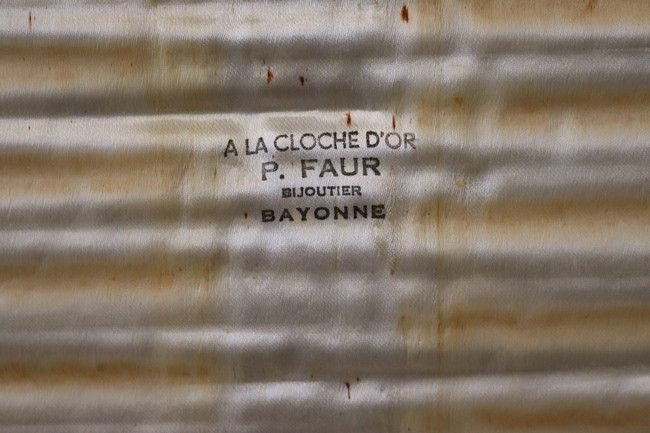 A LA CLOCHE D'OR
P. FAUR
BIJOUTIER
BAYONNE